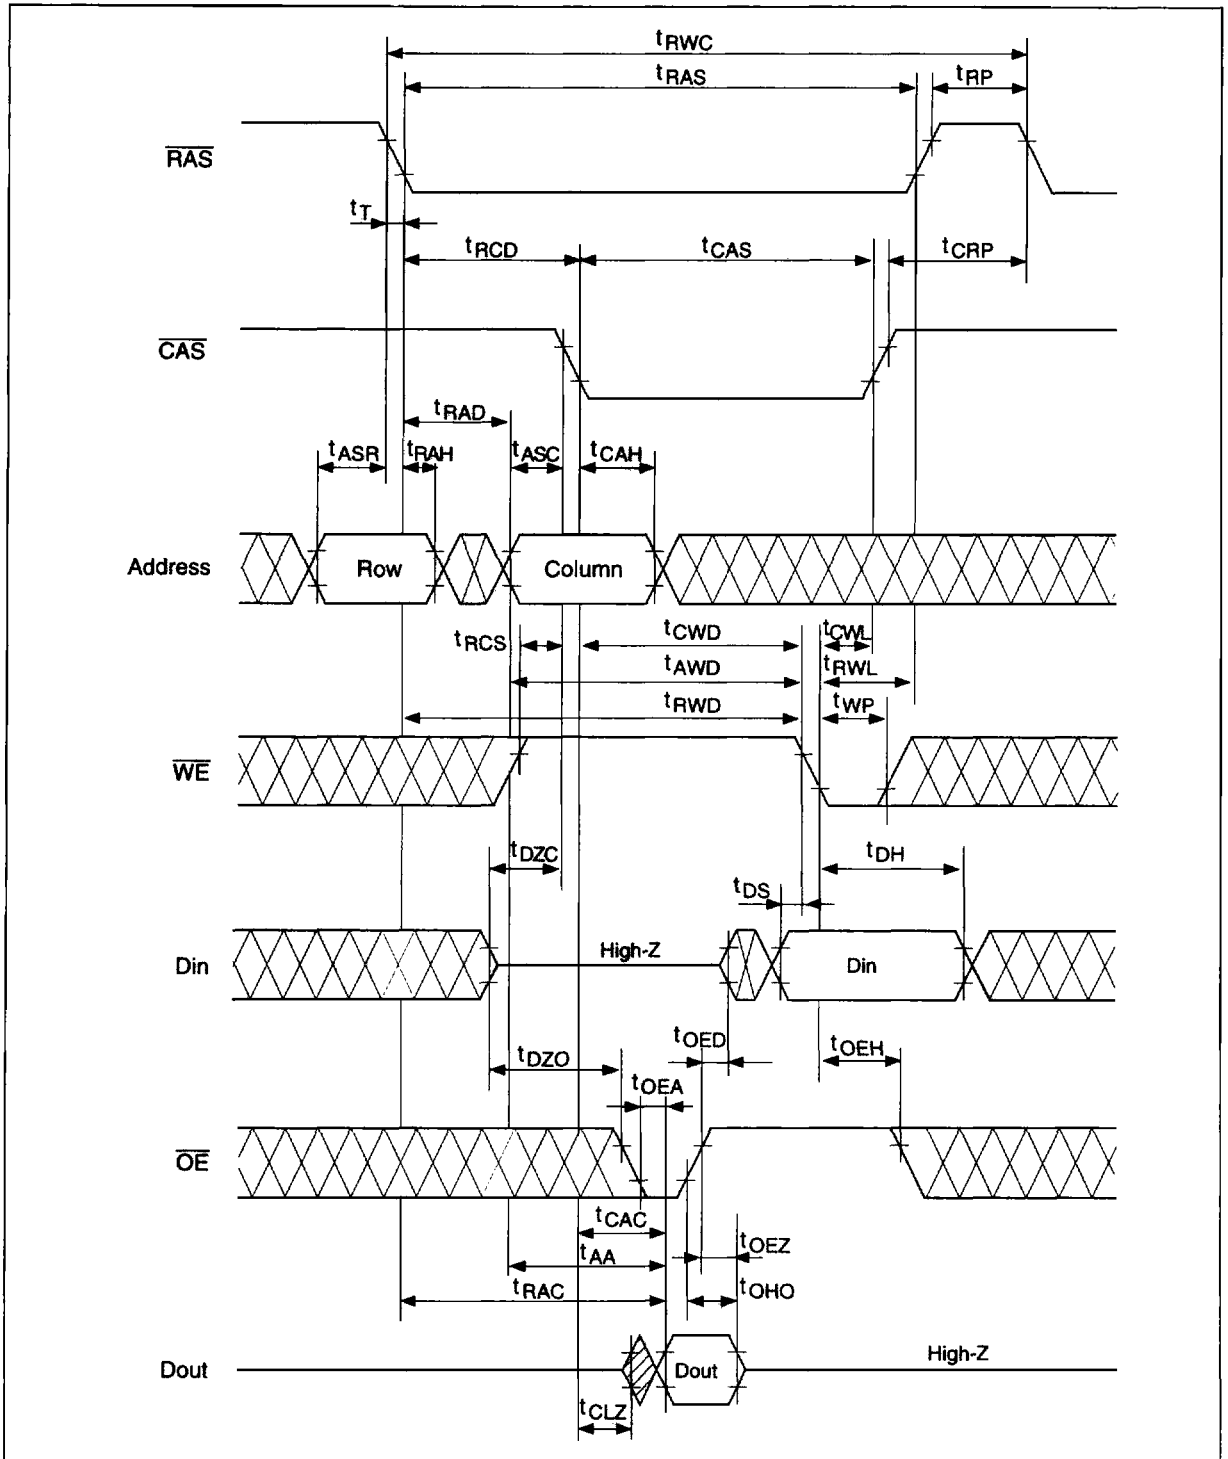 tRWC
tRAS
tRP
RAS
tT
tRCD
tCAS
tCRP
CAS
tRAD
tASR
tRAH
tASC
tCAH
Address
Row
Column
tRCS
tCWD
tCWL
tAWD
tRWL
tRWD
tWP
WE
tDZC
tDH
tDS
Din
High-Z
Din
tOED
tDZO
tOEH
tOEA
OE
tCAC
tOEZ
tAA
tRAC
tOHO
Dout
Dout
High-Z
tCLZ